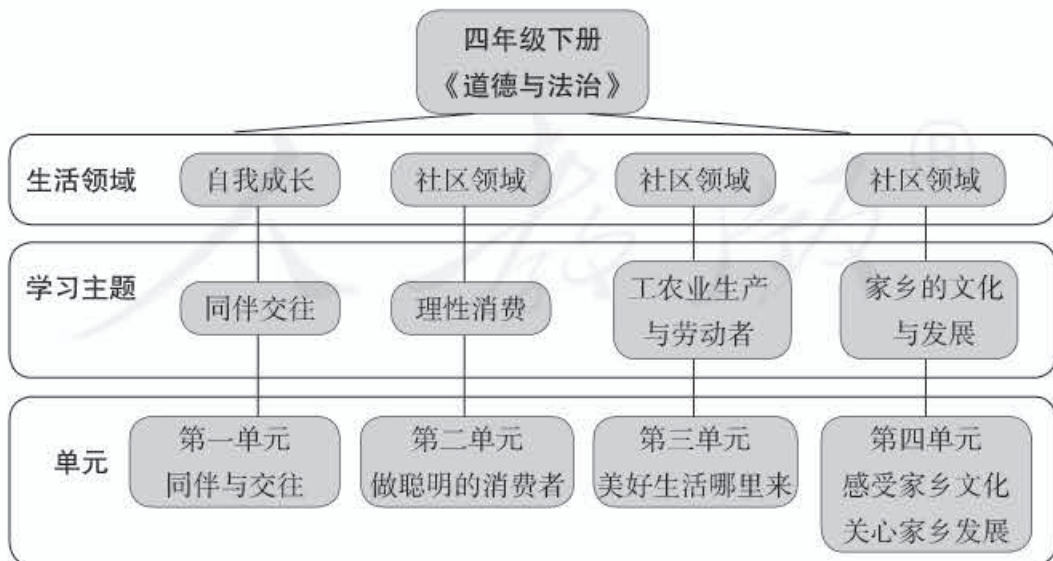 四年级下册
《道德与法治》
生活领域
自我成长
社区领域
社区领域
社区领域
学习主题
同伴交往
理性消费
工农业生产
与劳动者
家乡的文化
与发展
单元
第一单元
同伴与交往
第二单元
做聪明的消费者
第三单元
美好生活哪里来
第四单元
感受家乡文化
关心家乡发展